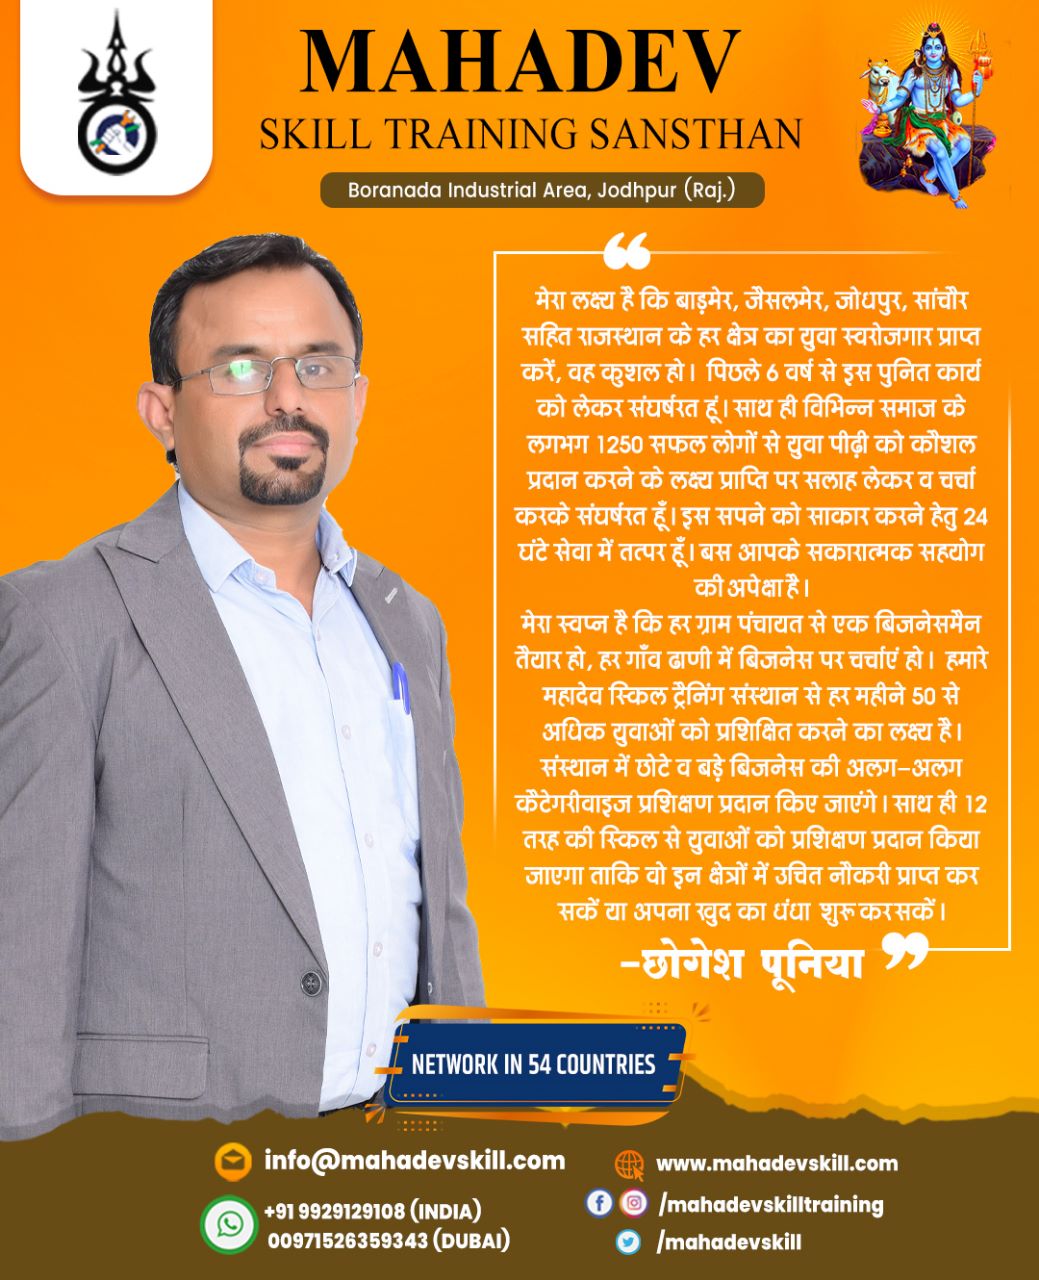 MAHADEV
SKILL TRAINING SANSTHAN
Boranada Industrial Area, Jodhpur (Raj.)
मेरा लक्ष्य है कि बाड़मेर, जैसलमेर, जोधपुर, सांचौर
सहित राजस्थान के हर क्षेत्र का युवा स्वरोजगार प्राप्त
करें, वह कुशल हो। पिछले 6 वर्ष से इस पुनित कार्य
को लेकर संघर्षरत हूं। साथ ही विभिन्न समाज के
लगभग 1250 सफल लोगों से युवा पीढ़ी को कौशल
प्रदान करने के लक्ष्य प्राप्ति पर सलाह लेकर व चर्चा
करके संघर्षरत हूँ। इस सपने को साकार करने हेतु 24
घंटे सेवा में तत्पर हूँ। बस आपके सकारात्मक सहयोग
की अपेक्षा है।
मेरा स्वप्न है कि हर ग्राम पंचायत से एक बिजनेसमैन
तैयार हो, हर गाँव ढाणी में बिजनेस पर चर्चाएं हो। हमारे
महादेव स्किल ट्रैनिंग संस्थान से हर महीने 50 से
अधिक युवाओं को प्रशिक्षित करने का लक्ष्य है।
संस्थान में छोटे व बड़े बिजनेस की अलग-अलग
कैटेगरीवाइज प्रशिक्षण प्रदान किए जाएंगे। साथ ही 12
तरह की स्किल से युवाओं को प्रशिक्षण प्रदान किया
जाएगा ताकि वो इन क्षेत्रों में उचित नौकरी प्राप्त कर
सकें या अपना खुद का धंधा शुरू कर सकें।
-छोगेश पूनिया
NETWORK IN 54 COUNTRIES
info@mahadevskill.com
www.mahadevskill.com
+91 9929129108 (INDIA)
/mahadevskilltraining
00971526359343 (DUBAI)
/mahadevskill